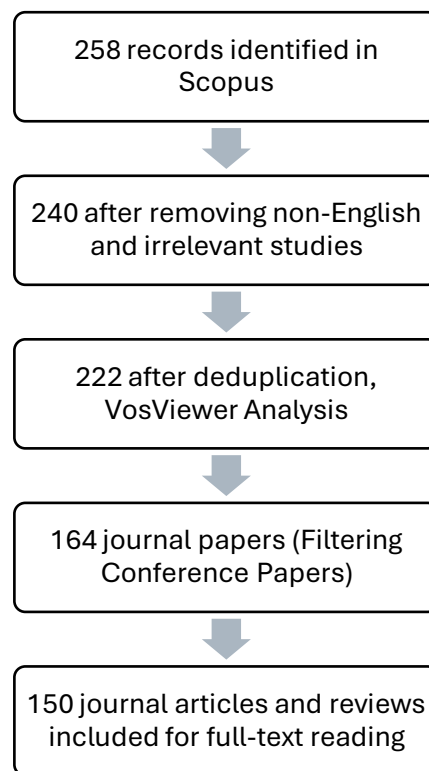 258 records identified in
Scopus
240 after removing non-English
and irrelevant studies
222 after deduplication,
VosViewer Analysis
164 journal papers (Filtering
Conference Papers)
150 journal articles and reviews
included for full-text reading